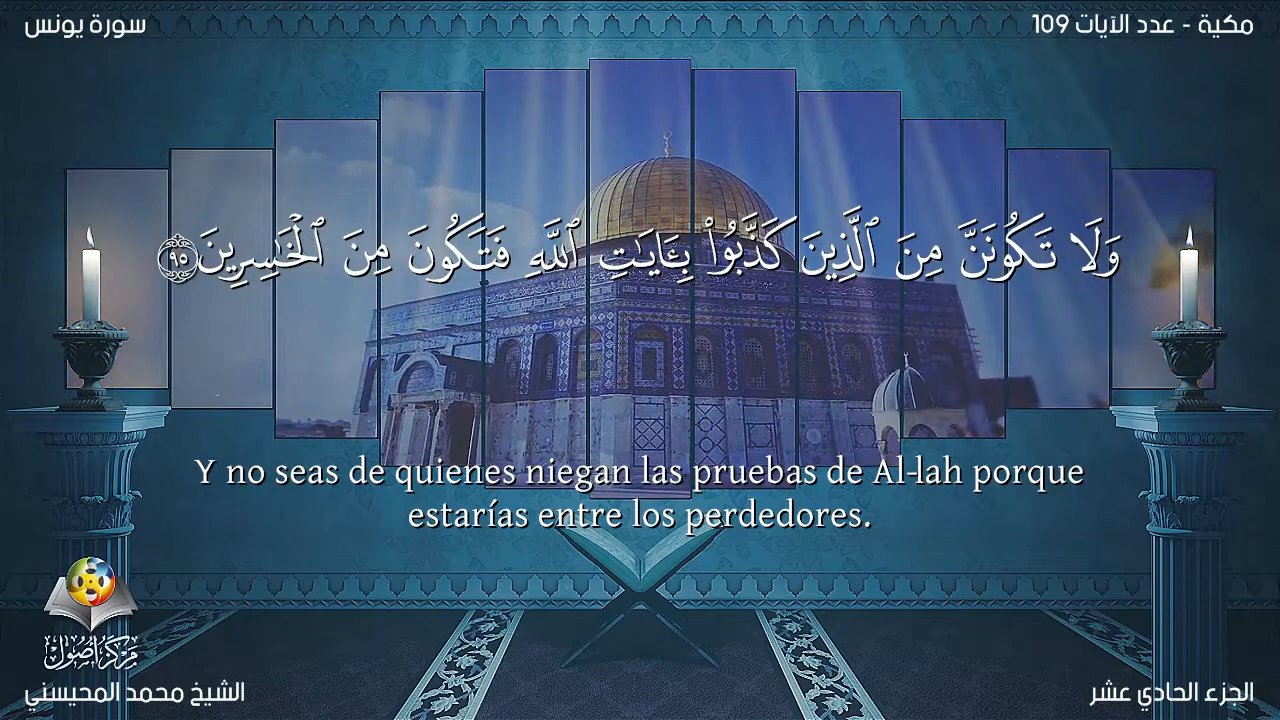 سورة يونس
مكية - عدد الآيات 109
وَلَا تَكُونَنَّ مِنَ ٱلَّذِينَ كَذَّبُوا۟ بِـَٔايَـٰتِ ٱللَّهِ فَتَكُونَ مِنَ ٱلْخَـٰسِرِينَ ٩٥
Y no seas de quienes niegan las pruebas de Al-lah porque
estarías entre los perdedores.
مركز أصول
الشيخ محمد المحيسني
الجزء الحادي عشر